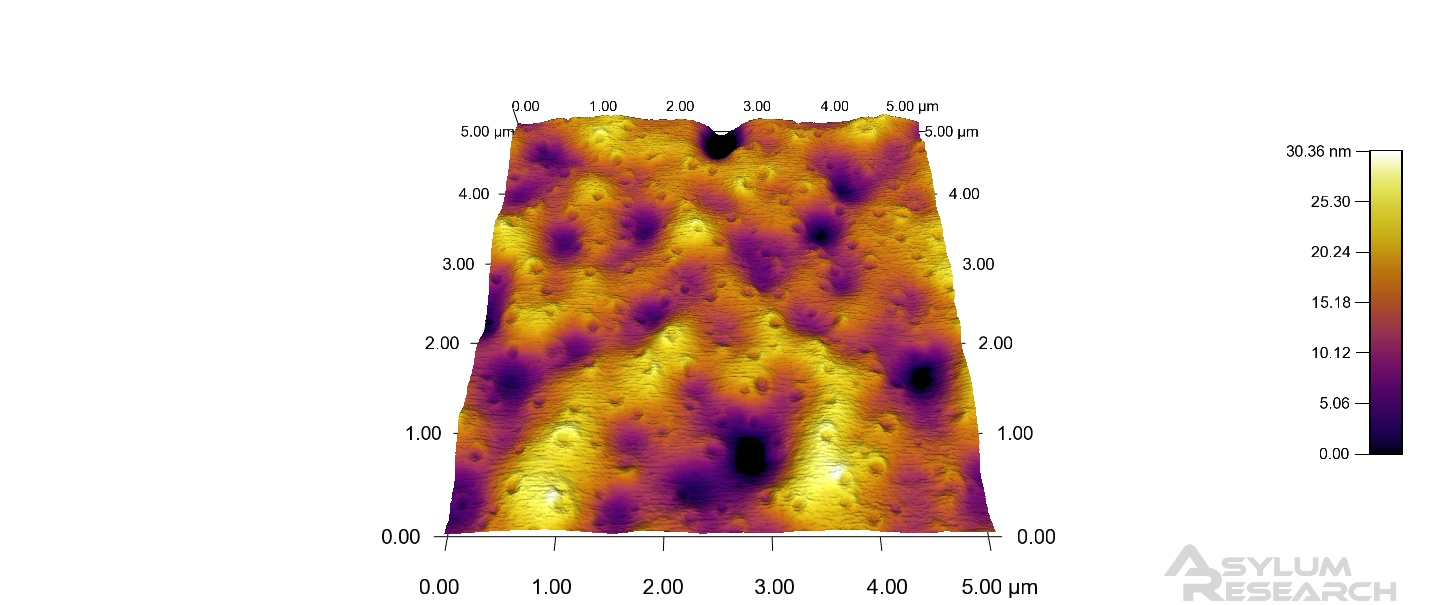 0.00 1.00 2.00 3.00 4.00 5.00 µm
5.00 µm 5.00 µm
30.36 nm
4.00 4.00
25.30
20.24
3.00 3.00
15.18
2.00 2.00
10.12
5.06
1.00 1.00
0.00
0.00 0.00
0.00 1.00 2.00 3.00 4.00 5.00 µm
ASYLUM
RESEARCH